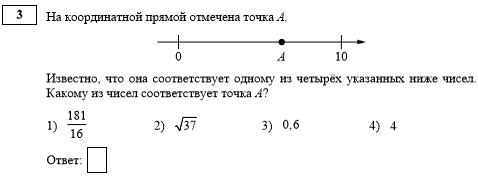 3 На координатной прямой отмечена точка A.
0 A 10
Известно, что она соответствует одному из четырёх указанных ниже чисел.
Какому из чисел соответствует точка A?
1) 181/16 2) √37 3) 0,6 4) 4
Ответ: